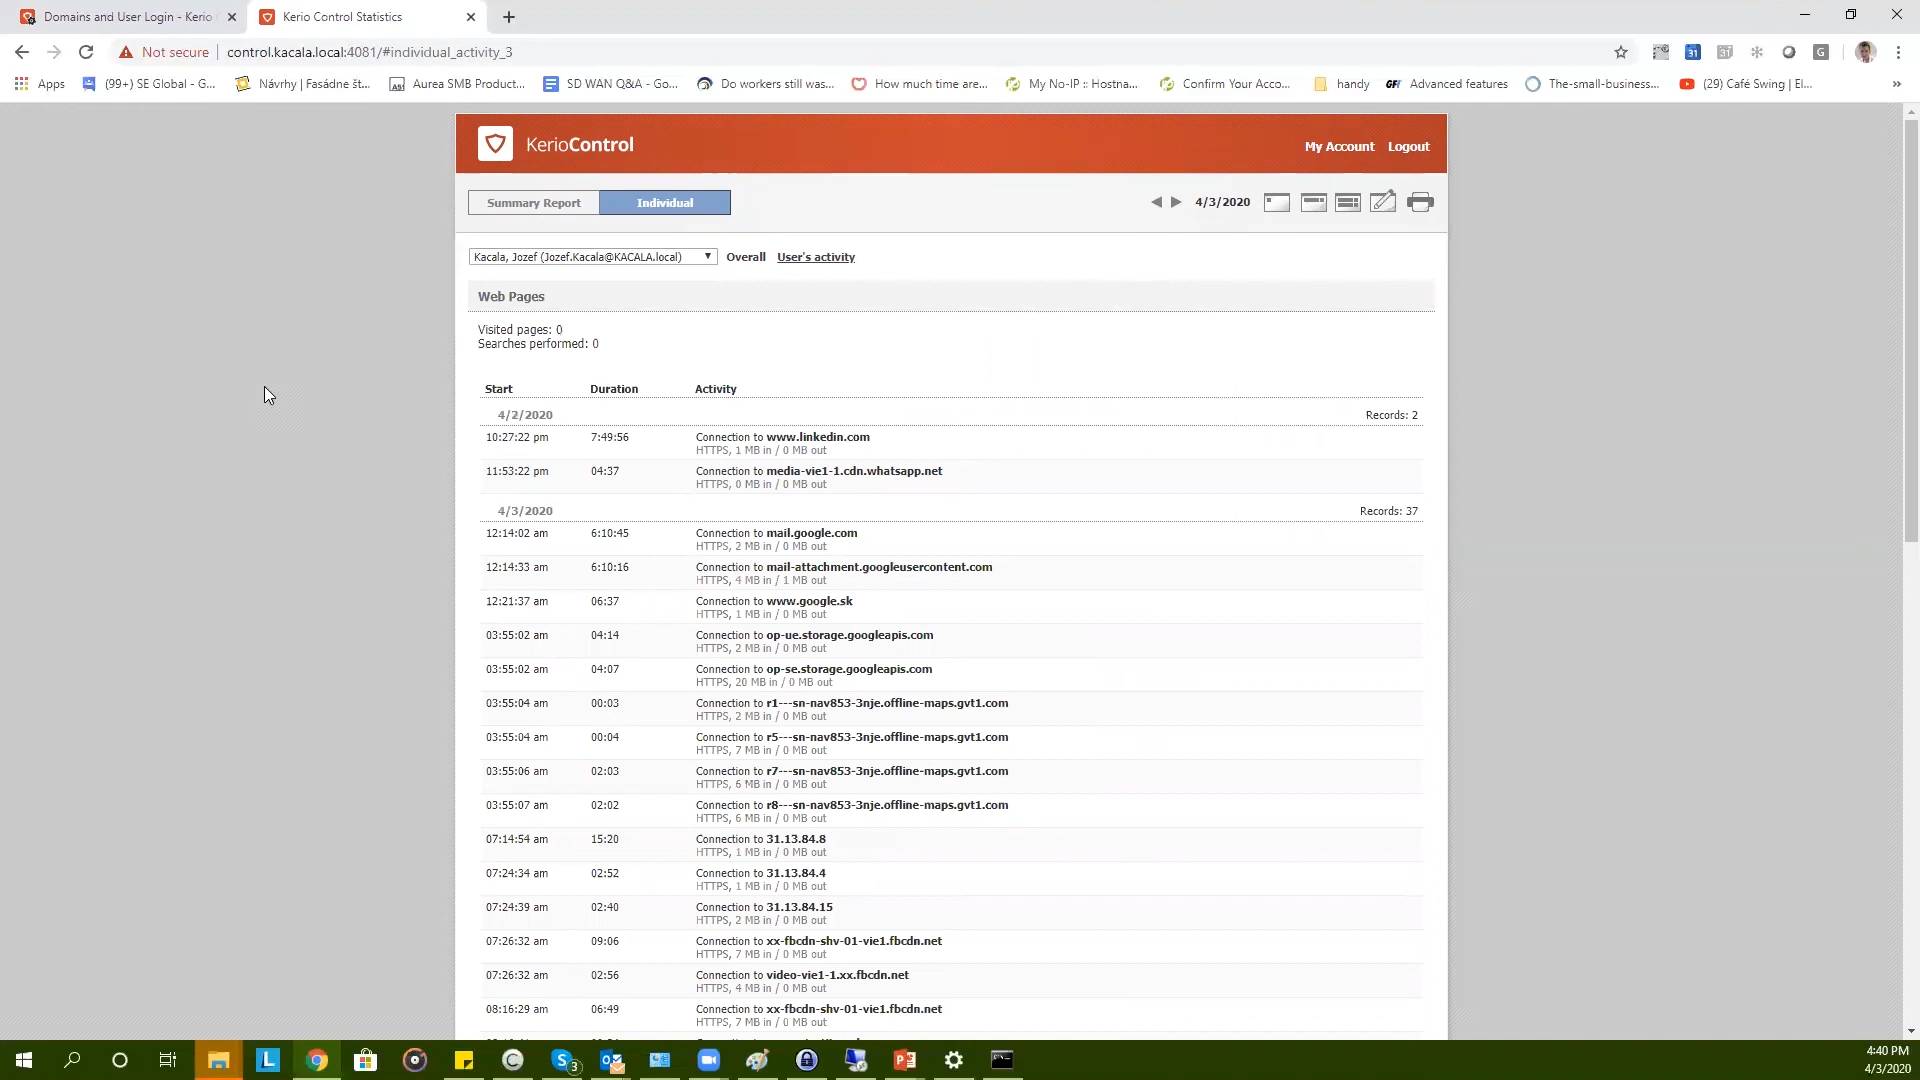 Domains and User Login - Kerio
Kerio Control Statistics
Not secure
control.kacala.local:4081/#individual_activity_3
Apps
(99+) SE Global - G...
Návrhy | Fasádne št...
Aurea SMB Product...
SD WAN Q&A - Go...
Do workers still was...
How much time are...
My No-IP :: Hostna...
Confirm Your Acco...
handy
GFI Advanced features
The-small-business...
(29) Café Swing | El...
KerioControl
My Account Logout
Summary Report Individual
4/3/2020
Kacala, Jozef (Jozef.Kacala@KACALA.local) Overall User's activity
Web Pages
Visited pages: 0
Searches performed: 0
Start Duration Activity
4/2/2020 Records: 2
10:27:22 pm 7:49:56 Connection to www.linkedin.com
HTTPS, 1 MB in / 0 MB out
11:53:22 pm 04:37 Connection to media-vie1-1.cdn.whatsapp.net
HTTPS, 0 MB in / 0 MB out
4/3/2020 Records: 37
12:14:02 am 6:10:45 Connection to mail.google.com
HTTPS, 2 MB in / 0 MB out
12:14:33 am 6:10:16 Connection to mail-attachment.googleusercontent.com
HTTPS, 4 MB in / 1 MB out
12:21:37 am 06:37 Connection to www.google.sk
HTTPS, 1 MB in / 0 MB out
03:55:02 am 04:14 Connection to op-ue.storage.googleapis.com
HTTPS, 2 MB in / 0 MB out
03:55:02 am 04:07 Connection to op-se.storage.googleapis.com
HTTPS, 20 MB in / 0 MB out
03:55:04 am 00:03 Connection to r1---sn-nav853-3nje.offline-maps.gvt1.com
HTTPS, 2 MB in / 0 MB out
03:55:04 am 00:04 Connection to r5---sn-nav853-3nje.offline-maps.gvt1.com
HTTPS, 7 MB in / 0 MB out
03:55:06 am 02:03 Connection to r7---sn-nav853-3nje.offline-maps.gvt1.com
HTTPS, 6 MB in / 0 MB out
03:55:07 am 02:02 Connection to r8---sn-nav853-3nje.offline-maps.gvt1.com
HTTPS, 6 MB in / 0 MB out
07:14:54 am 15:20 Connection to 31.13.84.8
HTTPS, 1 MB in / 0 MB out
07:24:34 am 02:52 Connection to 31.13.84.4
HTTPS, 1 MB in / 0 MB out
07:24:39 am 02:40 Connection to 31.13.84.15
HTTPS, 2 MB in / 0 MB out
07:26:32 am 09:06 Connection to xx-fbcdn-shv-01-vie1.fbcdn.net
HTTPS, 7 MB in / 0 MB out
07:26:32 am 02:56 Connection to video-vie1-1.xx.fbcdn.net
HTTPS, 4 MB in / 0 MB out
08:16:29 am 06:49 Connection to xx-fbcdn-shv-01-vie1.fbcdn.net
HTTPS, 7 MB in / 0 MB out
4:40 PM
4/3/2020